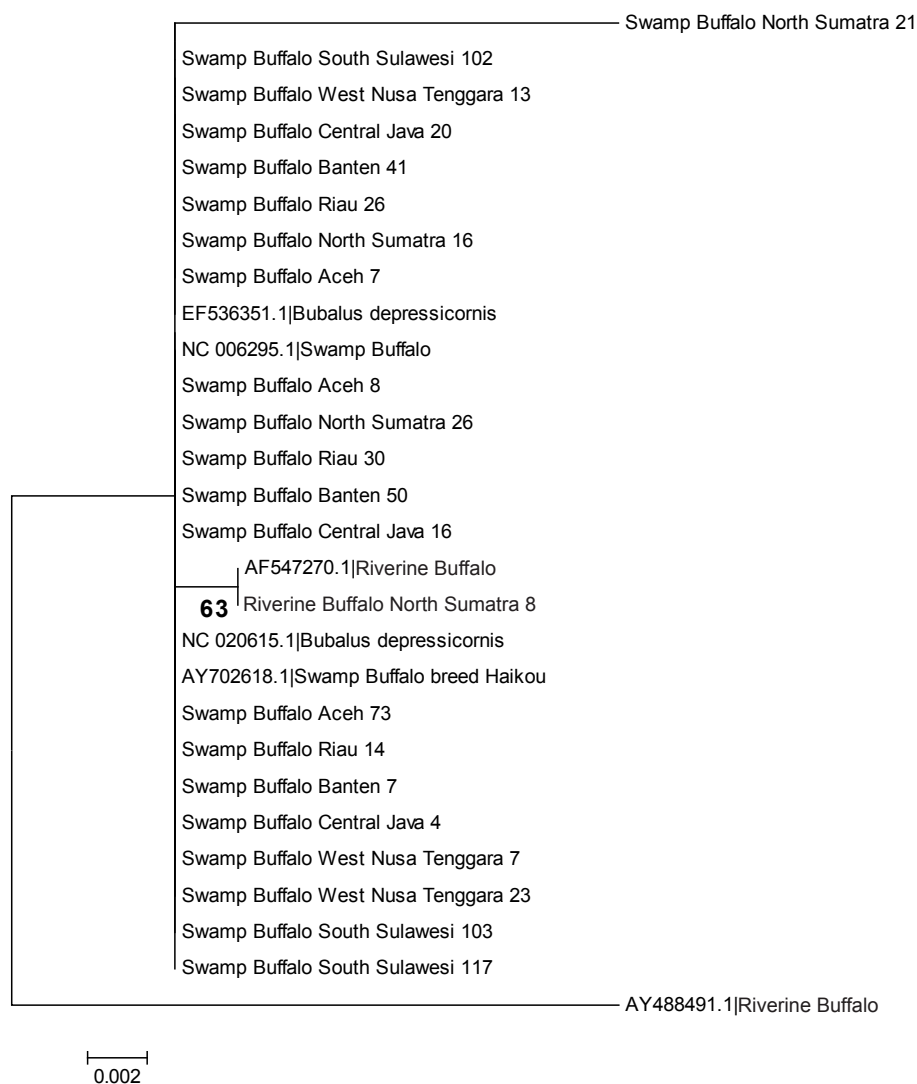 Swamp Buffalo North Sumatra 21
Swamp Buffalo South Sulawesi 102
Swamp Buffalo West Nusa Tenggara 13
Swamp Buffalo Central Java 20
Swamp Buffalo Banten 41
Swamp Buffalo Riau 26
Swamp Buffalo North Sumatra 16
Swamp Buffalo Aceh 7
EF536351.1|Bubalus depressicornis
NC 006295.1|Swamp Buffalo
Swamp Buffalo Aceh 8
Swamp Buffalo North Sumatra 26
Swamp Buffalo Riau 30
Swamp Buffalo Banten 50
Swamp Buffalo Central Java 16
AF547270.1|Riverine Buffalo
63 Riverine Buffalo North Sumatra 8
NC 020615.1|Bubalus depressicornis
AY702618.1|Swamp Buffalo breed Haikou
Swamp Buffalo Aceh 73
Swamp Buffalo Riau 14
Swamp Buffalo Banten 7
Swamp Buffalo Central Java 4
Swamp Buffalo West Nusa Tenggara 7
Swamp Buffalo West Nusa Tenggara 23
Swamp Buffalo South Sulawesi 103
Swamp Buffalo South Sulawesi 117
AY488491.1|Riverine Buffalo
0.002